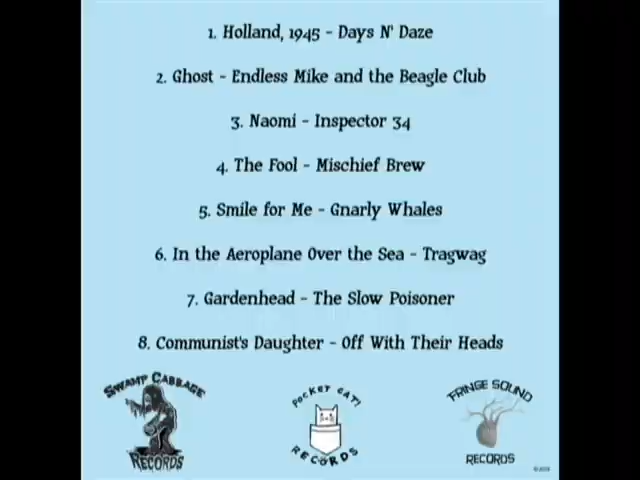 1. Holland, 1945 - Days N' Daze
2. Ghost - Endless Mike and the Beagle Club
3. Naomi - Inspector 34
4. The Fool - Mischief Brew
5. Smile for Me - Gnarly Whales
6. In the Aeroplane Over the Sea - Tragwag
7. Gardenhead - The Slow Poisoner
8. Communist's Daughter - Off With Their Heads
SWAMP CABBAGE
RECORDS
POCKET CAT!
RECORDS
FRINGE SOUND
RECORDS